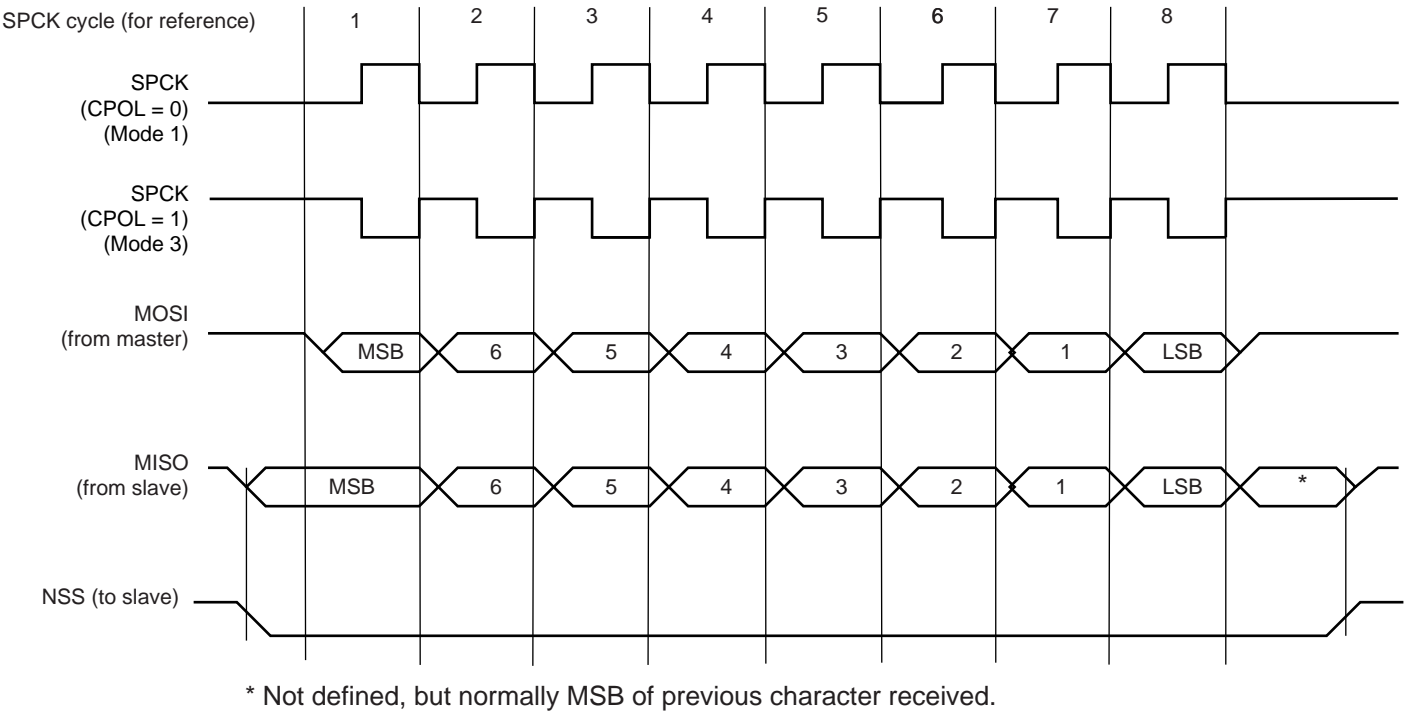 SPCK cycle (for reference) 1 2 3 4 5 6 7 8
SPCK
(CPOL = 0)
(Mode 1)
SPCK
(CPOL = 1)
(Mode 3)
MOSI
(from master)
MSB 6 5 4 3 2 1 LSB
MISO
(from slave)
MSB 6 5 4 3 2 1 LSB *
NSS (to slave)
* Not defined, but normally MSB of previous character received.